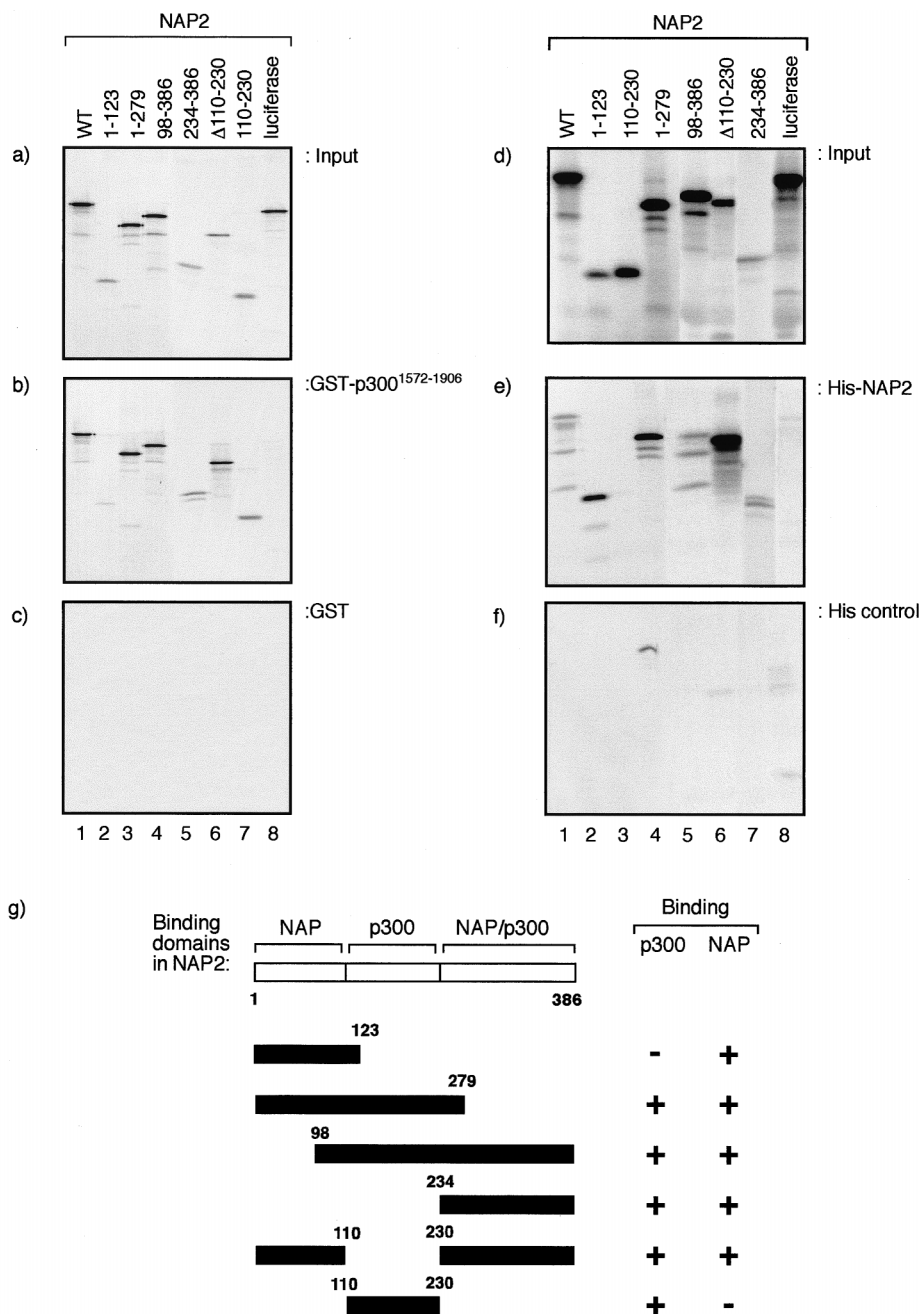 NAP2
WT 1-123 1-279 98-386 234-386 Δ110-230 110-230 luciferase
a) : Input
b) :GST-p300 1572-1906
c) :GST
1 2 3 4 5 6 7 8
NAP2
WT 1-123 110-230 1-279 98-386 Δ110-230 234-386 luciferase
d) : Input
e) : His-NAP2
f) : His control
1 2 3 4 5 6 7 8
g)
Binding domains in NAP2:
NAP p300 NAP/p300
1 386
Binding
p300 NAP
123
- +
279
+ +
98
+ +
234
+ +
110 230
+ +
110 230
+ -